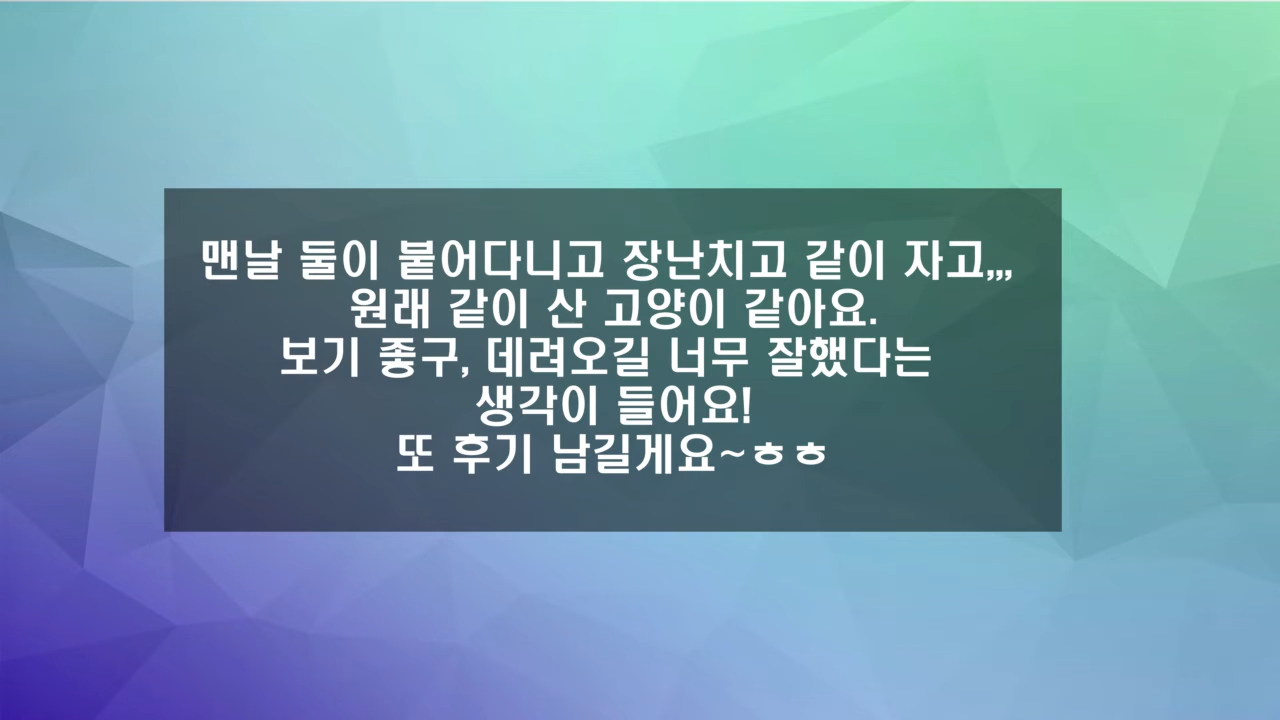 맨날 둘이 붙어다니고 장난치고 같이 자고,,,
원래 같이 산 고양이 같아요.
보기 좋구, 데려오길 너무 잘했다는
생각이 들어요!
또 후기 남길게요~ㅎㅎ